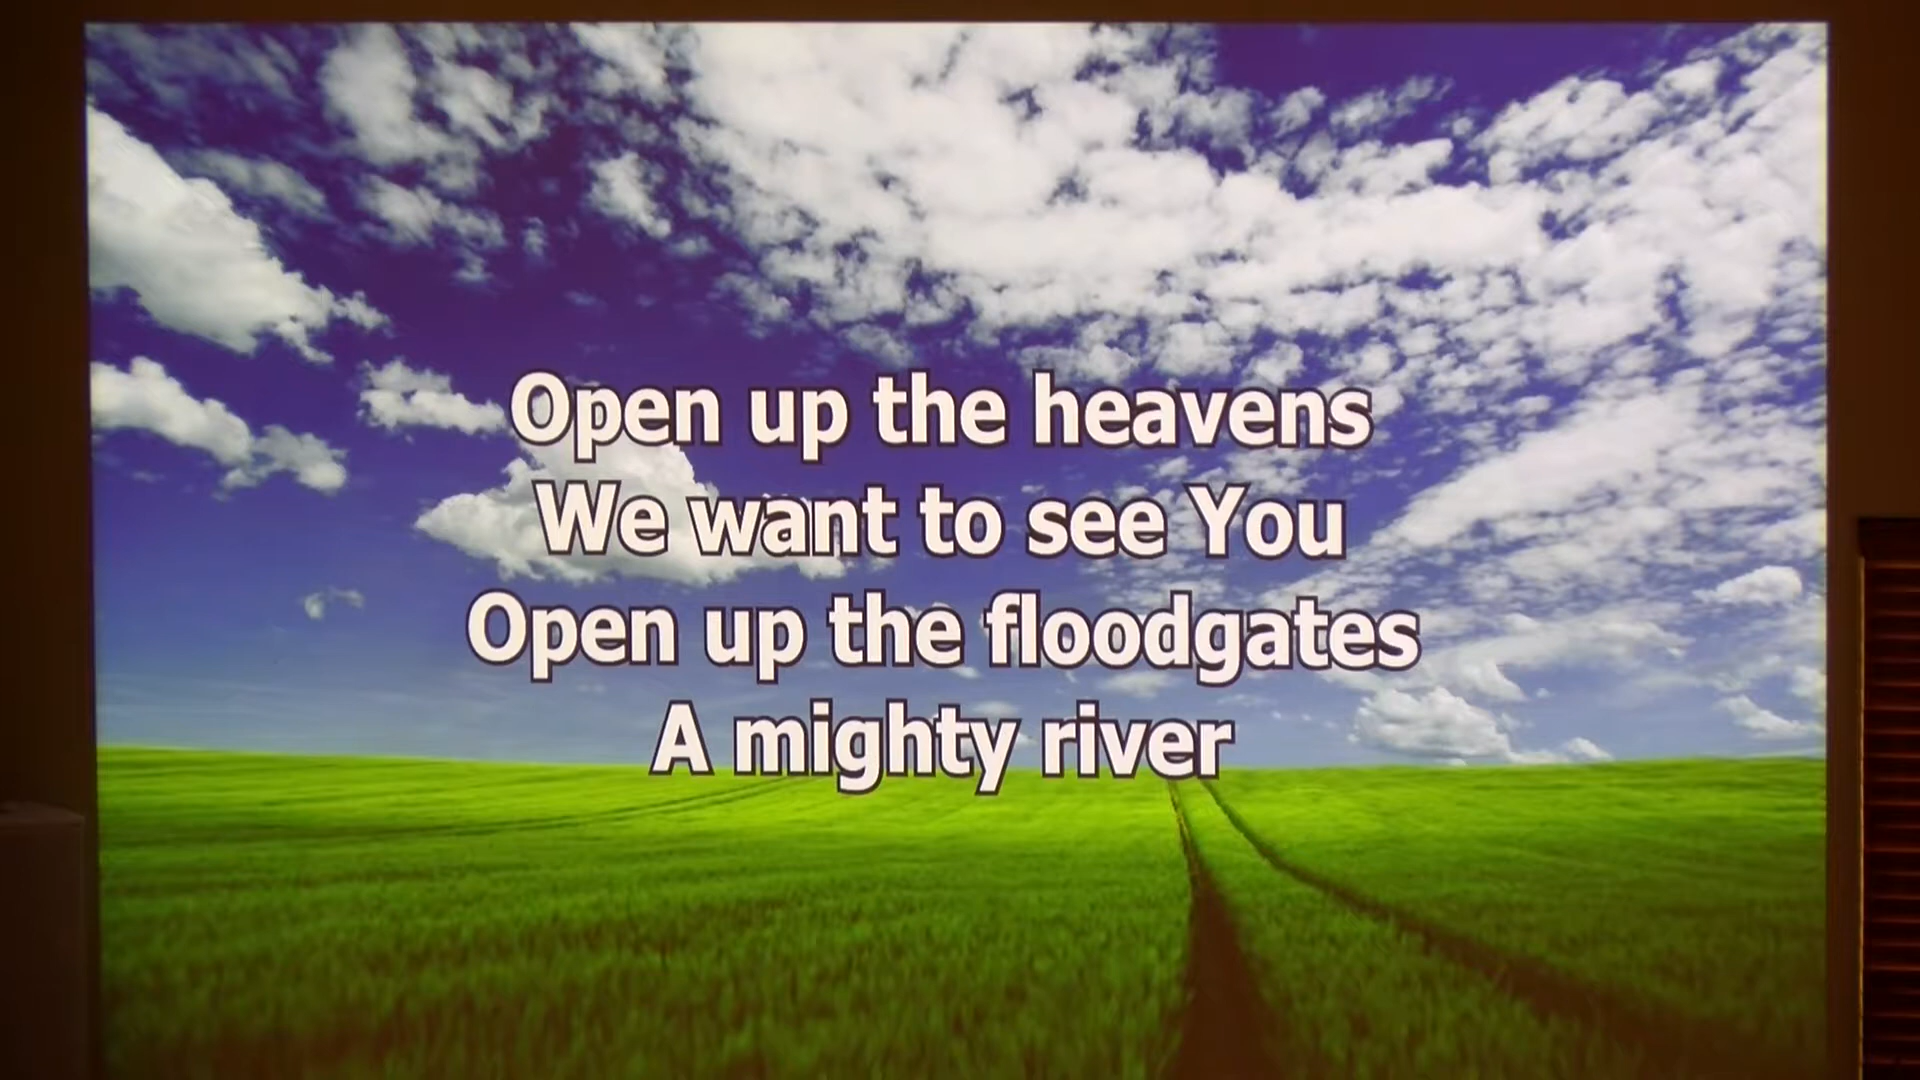 Open up the heavens
We want to see You
Open up the floodgates
A mighty river